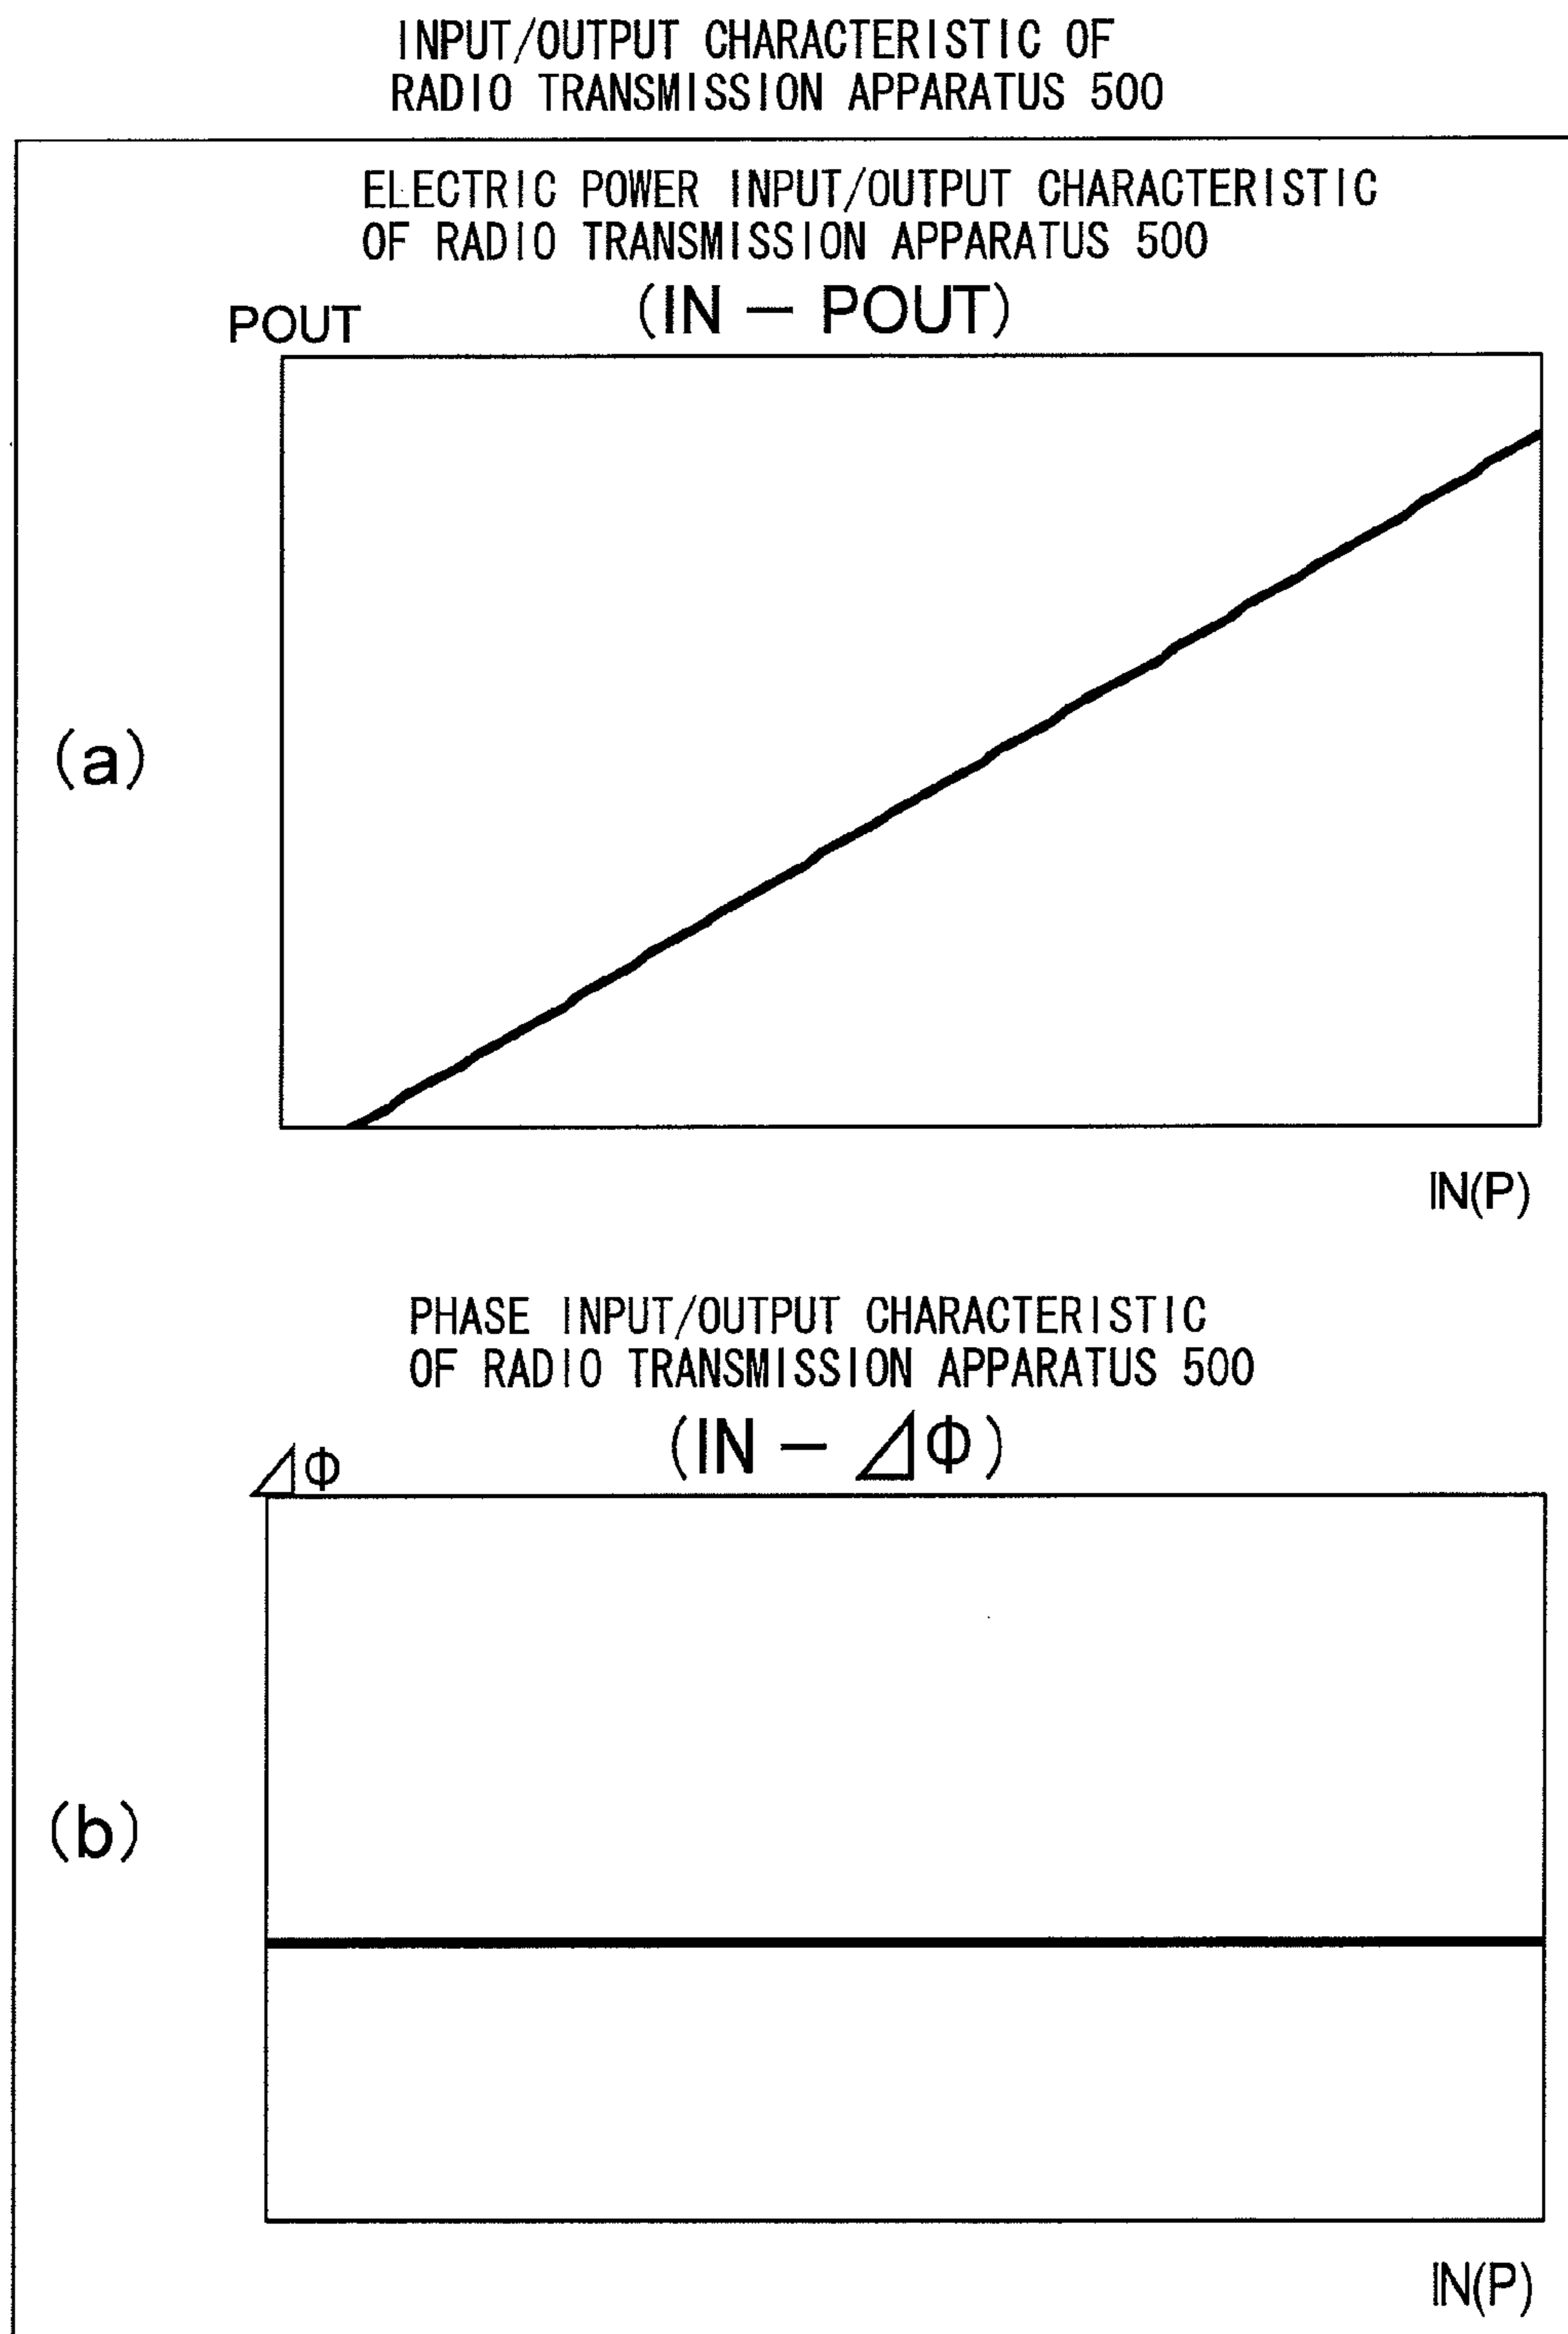 INPUT/OUTPUT CHARACTERISTIC OF
RADIO TRANSMISSION APPARATUS 500
ELECTRIC POWER INPUT/OUTPUT CHARACTERISTIC
OF RADIO TRANSMISSION APPARATUS 500
(IN − POUT)
POUT
(a)
IN(P)
PHASE INPUT/OUTPUT CHARACTERISTIC
OF RADIO TRANSMISSION APPARATUS 500
(IN − ⊿Φ)
⊿Φ
(b)
IN(P)